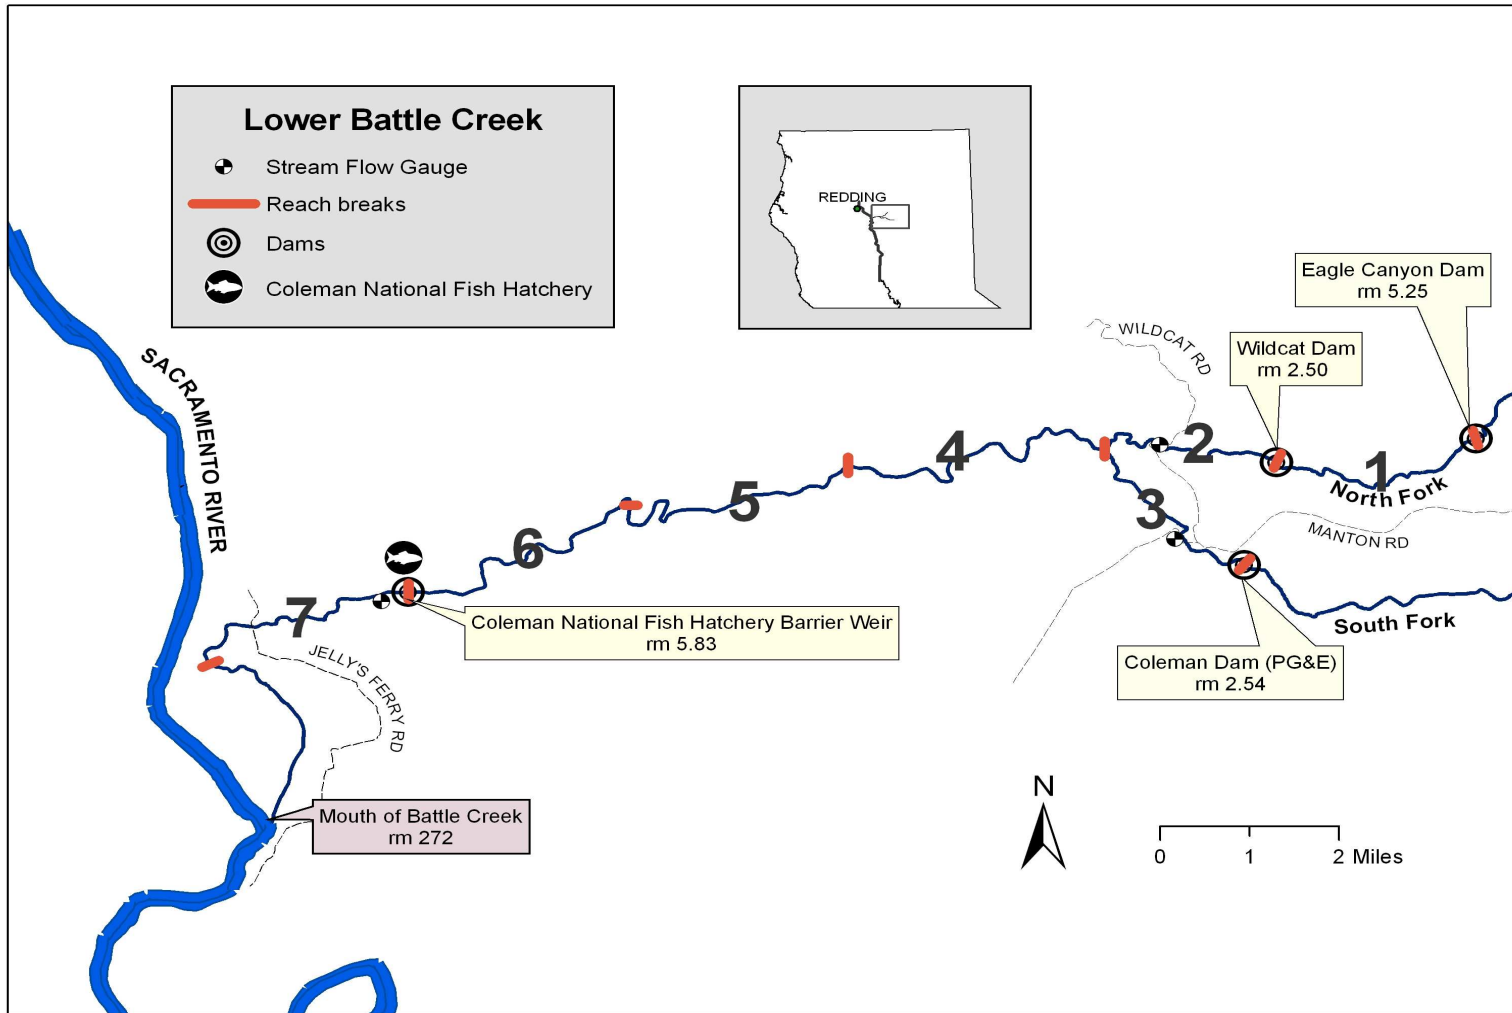 Lower Battle Creek
Stream Flow Gauge
Reach breaks
Dams
Coleman National Fish Hatchery
REDDING
Eagle Canyon Dam
rm 5.25
WILDCAT RD
Wildcat Dam
rm 2.50
SACRAMENTO RIVER
4
2
1
North Fork
5
3
MANTON RD
6
7
Coleman National Fish Hatchery Barrier Weir
rm 5.83
South Fork
JELLY'S FERRY RD
Coleman Dam (PG&E)
rm 2.54
Mouth of Battle Creek
rm 272
N
0 1 2 Miles